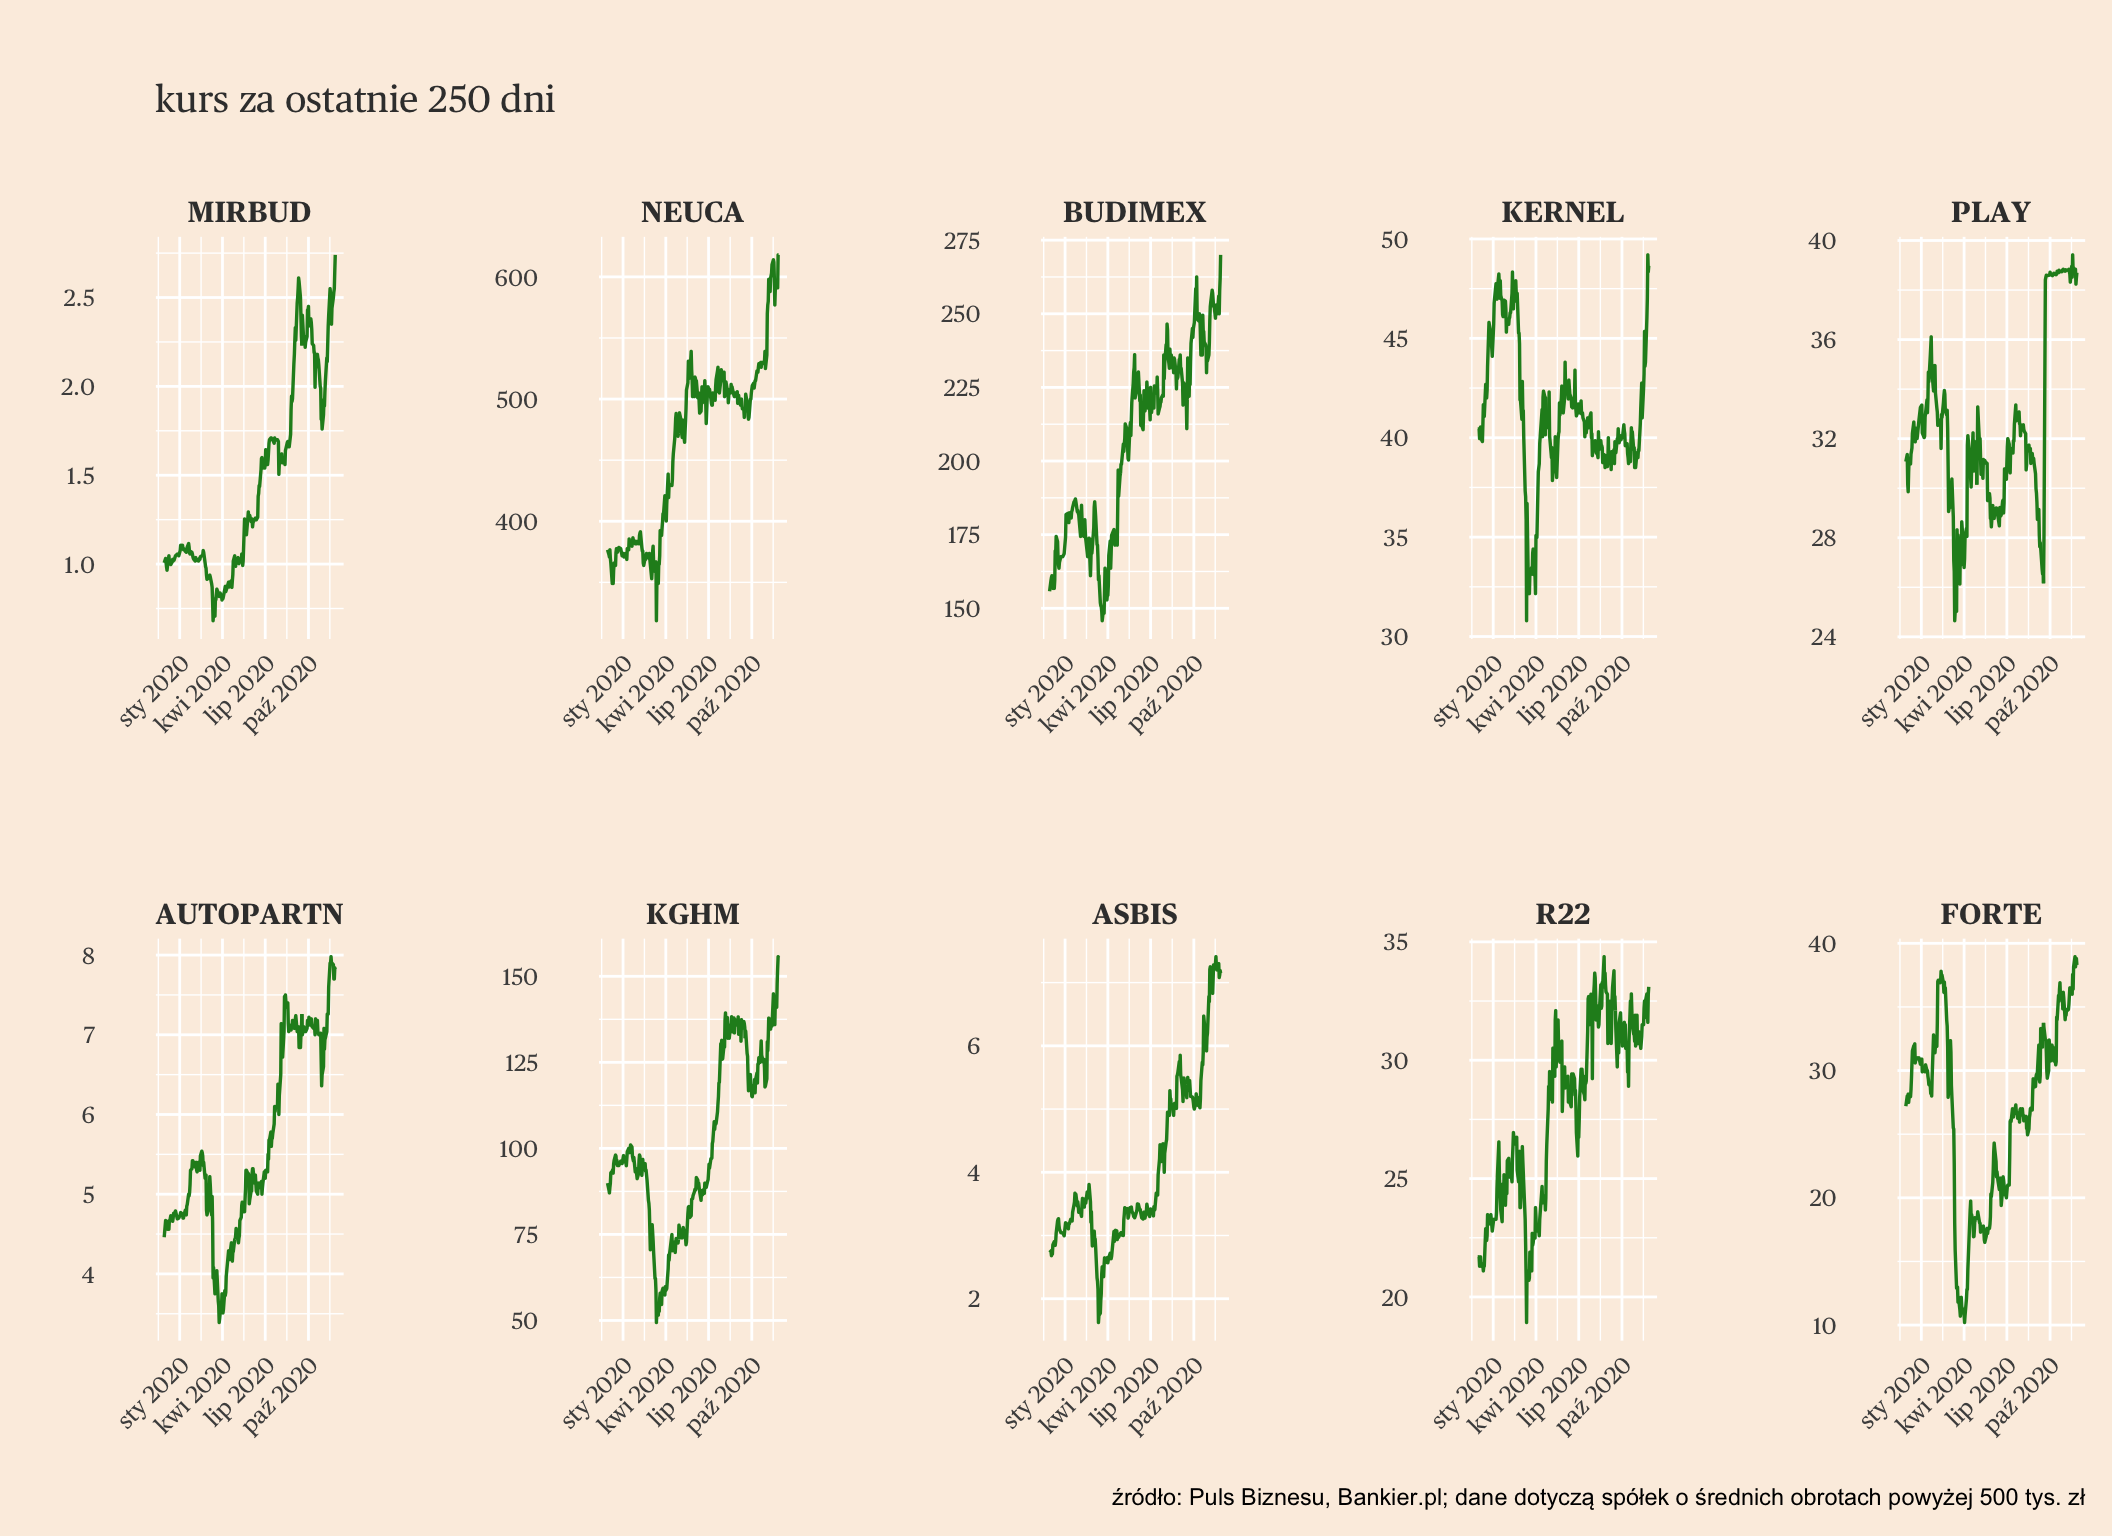 kurs za ostatnie 250 dni
MIRBUD
2.5
2.0
1.5
1.0
sty 2020
kwi 2020
lip 2020
paź 2020
NEUCA
600
500
400
sty 2020
kwi 2020
lip 2020
paź 2020
BUDIMEX
275
250
225
200
175
150
sty 2020
kwi 2020
lip 2020
paź 2020
KERNEL
50
45
40
35
30
sty 2020
kwi 2020
lip 2020
paź 2020
PLAY
40
36
32
28
24
sty 2020
kwi 2020
lip 2020
paź 2020
AUTOPARTN
8
7
6
5
4
sty 2020
kwi 2020
lip 2020
paź 2020
KGHM
150
125
100
75
50
sty 2020
kwi 2020
lip 2020
paź 2020
ASBIS
6
4
2
sty 2020
kwi 2020
lip 2020
paź 2020
R22
35
30
25
20
sty 2020
kwi 2020
lip 2020
paź 2020
FORTE
40
30
20
10
sty 2020
kwi 2020
lip 2020
paź 2020
źródło: Puls Biznesu, Bankier.pl; dane dotyczą spółek o średnich obrotach powyżej 500 tys. zł